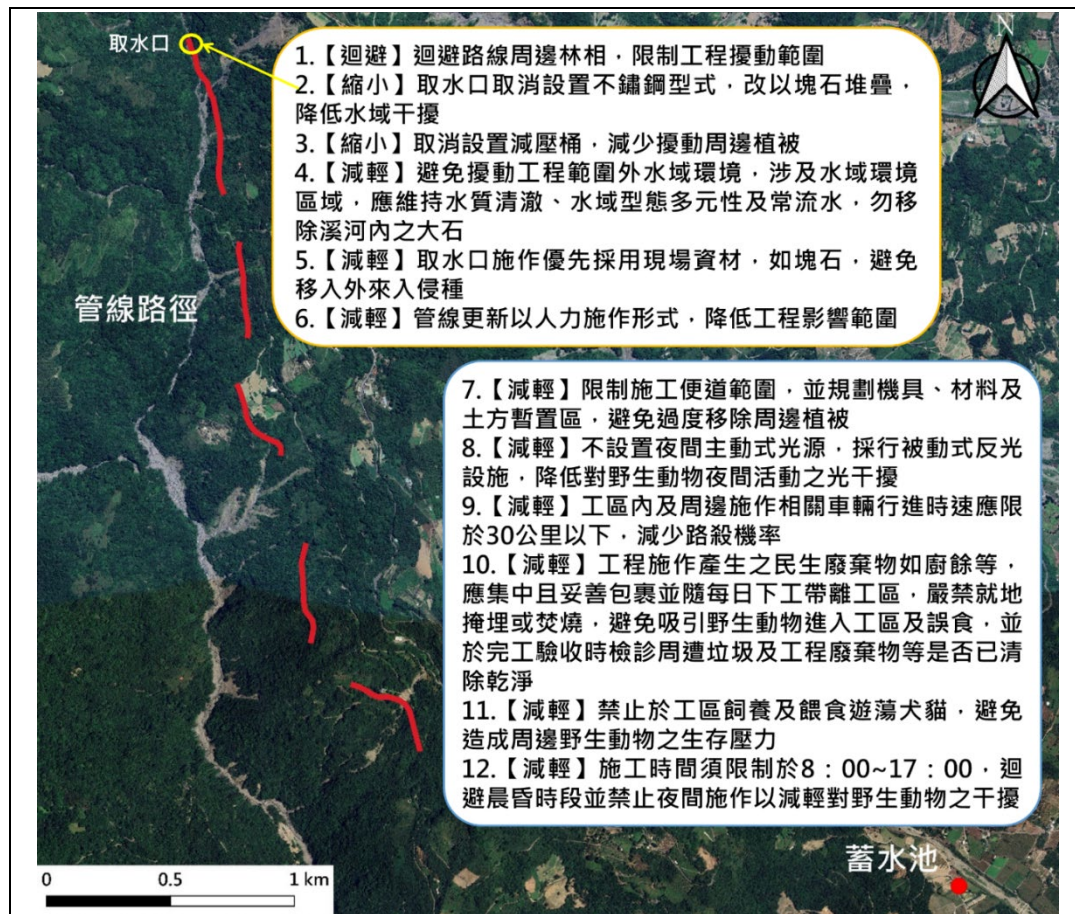 取水口
N
1.【迴避】迴避路線周邊林相，限制工程擾動範圍
2.【縮小】取水口取消設置不鏽鋼型式，改以塊石堆疊，
降低水域干擾
3.【縮小】取消設置減壓桶，減少擾動周邊植被
4.【減輕】避免擾動工程範圍外水域環境，涉及水域環境
區域，應維持水質清澈、水域型態多元性及常流水，勿移
除溪河內之大石
5.【減輕】取水口施作優先採用現場資材，如塊石，避免
移入外來入侵種
6.【減輕】管線更新以人力施作形式，降低工程影響範圍
管線路徑
7.【減輕】限制施工便道範圍，並規劃機具、材料及
土方暫置區，避免過度移除周邊植被
8.【減輕】不設置夜間主動式光源，採行被動式反光
設施，降低對野生動物夜間活動之光干擾
9.【減輕】工區內及周邊施作相關車輛行進時速應限
於30公里以下，減少路殺機率
10.【減輕】工程施作產生之民生廢棄物如廚餘等，
應集中且妥善包裹並隨每日下工帶離工區，嚴禁就地
掩埋或焚燒，避免吸引野生動物進入工區及誤食，並
於完工驗收時檢診周遭垃圾及工程廢棄物等是否已清
除乾淨
11.【減輕】禁止於工區飼養及餵食遊蕩犬貓，避免
造成周邊野生動物之生存壓力
12.【減輕】施工時間須限制於8：00~17：00，迴
避晨昏時段並禁止夜間施作以減輕對野生動物之干擾
蓄水池
0 0.5 1 km